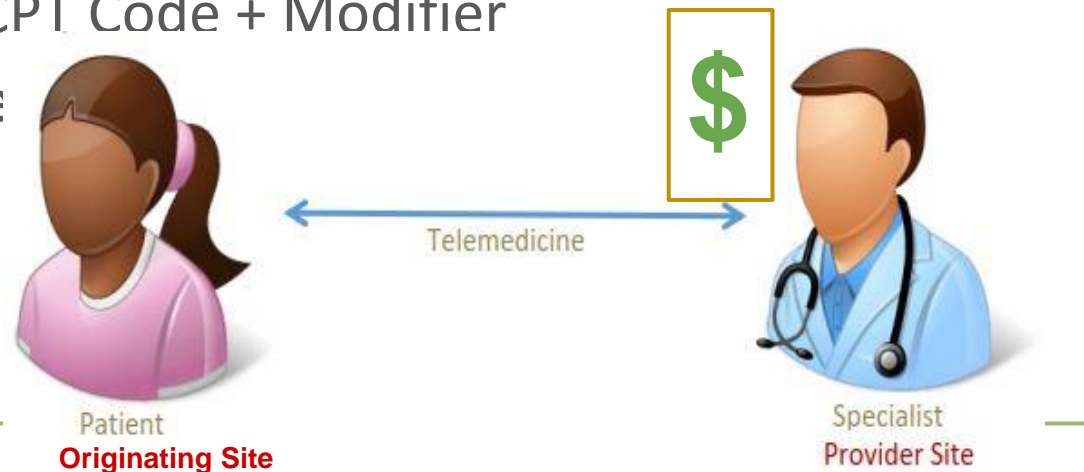 CPT Code + Modifier
$
Telemedicine
Patient
Originating Site
Specialist
Provider Site